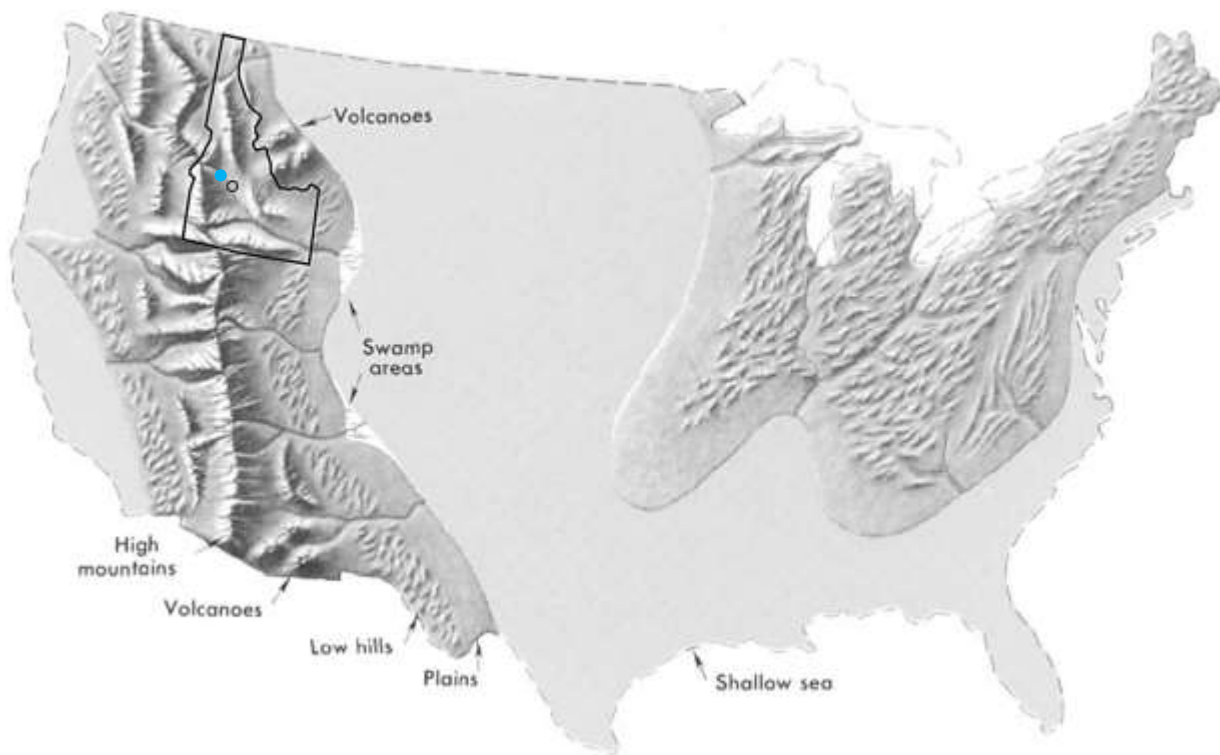 Volcanoes
Swamp
areas
High
mountains
Volcanoes
Low hills
Plains
Shallow sea